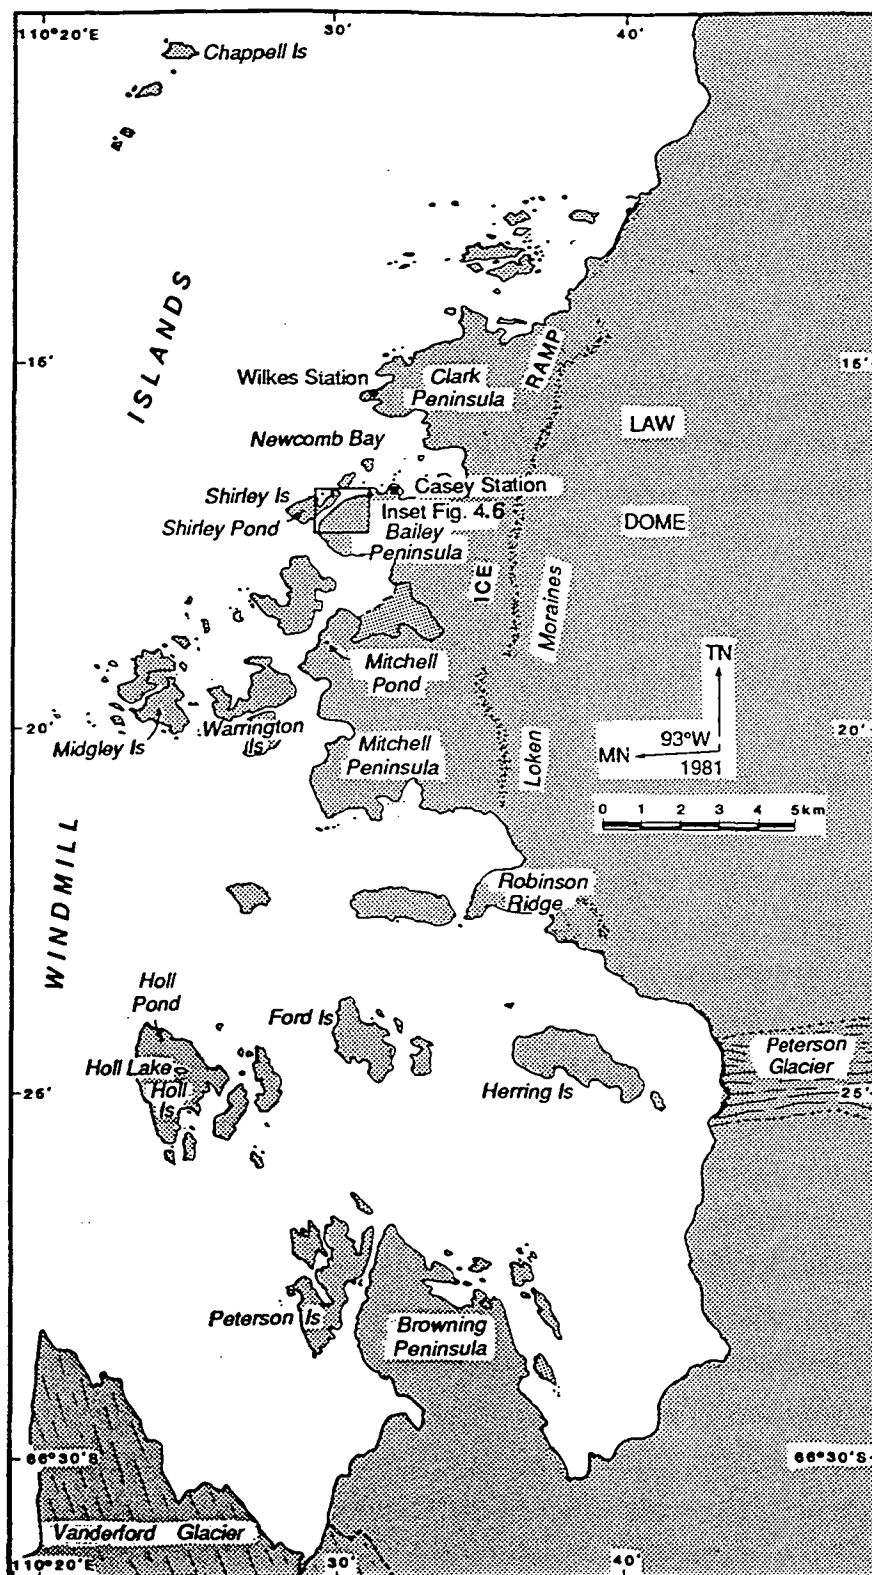 110°20'E
30'
40'
Chappell Is
ISLANDS
RAMP
15'
15'
Wilkes Station
Clark
Peninsula
LAW
Newcomb Bay
Shirley Is
Casey Station
Shirley Pond
Inset Fig. 4.6
DOME
Bailey
Peninsula
ICE
Moraines
Mitchell
Pond
TN
20'
Midgley Is
Warrington
Is
Mitchell
Peninsula
Loken
MN
93°W
1981
20'
0 1 2 3 4 5km
WINDMILL
Robinson
Ridge
Holl
Pond
Ford Is
Peterson
Glacier
Holl Lake
Holl
Is
Herring Is
25'
25'
Peterson Is
Browning
Peninsula
66°30'S
66°30'S
Vanderford Glacier
110°20'E
30'
40'